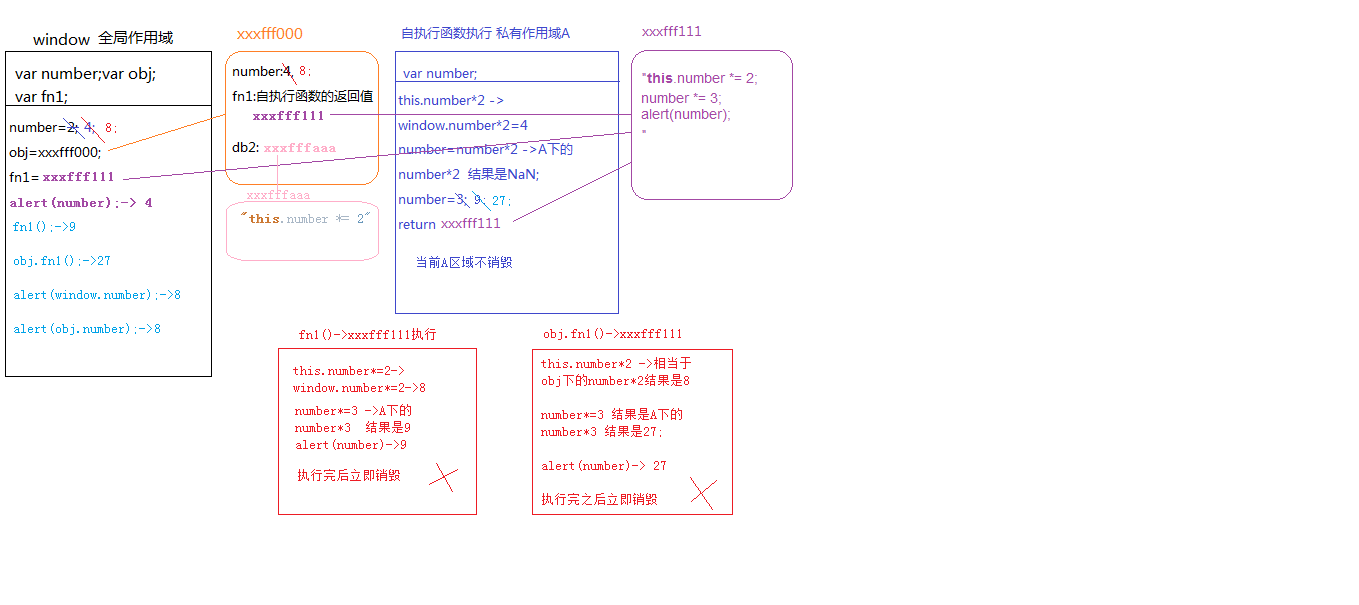 window 全局作用域
var number;var obj;
var fn1;
number=2; 4; 8;
obj=xxxfff000;
fn1= xxxfff111
alert(number);-> 4
fn1();->9
obj.fn1();->27
alert(window.number);->8
alert(obj.number);->8
xxxfff000
number:4, 8;
fn1:自执行函数的返回值
xxxfff111
db2: xxxfffaaa
xxxfffaaa
"this.number *= 2"
自执行函数执行 私有作用域A
var number;
this.number*2 ->
window.number*2=4
number=number*2 ->A下的
number*2 结果是NaN;
number=3; 9; 27;
return xxxfff111
当前A区域不销毁
xxxfff111
"this.number *= 2;
number *= 3;
alert(number);
"
fn1()->xxxfff111执行
this.number*=2->
window.number*=2->8
number*=3 ->A下的
number*3 结果是9
alert(number)->9
执行完后立即销毁
obj.fn1()->xxxfff111
this.number*2 ->相当于
obj下的number*2结果是8
number*=3 结果是A下的
number*3 结果是27;
alert(number)-> 27
执行完之后立即销毁